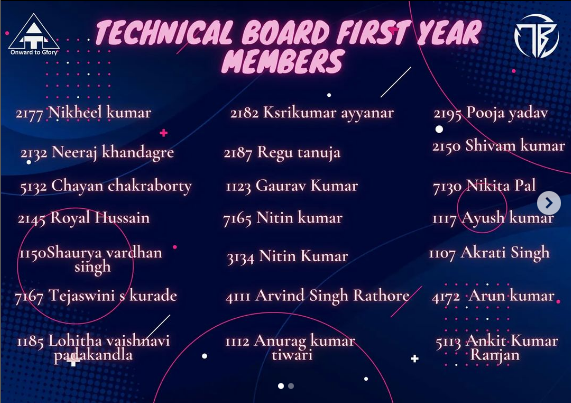 Onward to Glory
TECHNICAL BOARD FIRST YEAR
MEMBERS
TB
2177 Nikheel kumar
2132 Neeraj khandagre
5132 Chayan chakraborty
2145 Royal Hussain
1150Shaurya vardhan
singh
7167 Tejaswini s kurade
1185 Lohitha vaishnavi
padakandla
2182 Ksrikumar ayyanar
2187 Regu tanuja
1123 Gaurav Kumar
7165 Nitin kumar
3134 Nitin Kumar
4111 Arvind Singh Rathore
1112 Anurag kumar
tiwari
2195 Pooja yadav
2150 Shivam kumar
7130 Nikita Pal
1117 Ayush kumar
1107 Akrati Singh
4172 Arun kumar
5113 Ankit Kumar
Ranjan